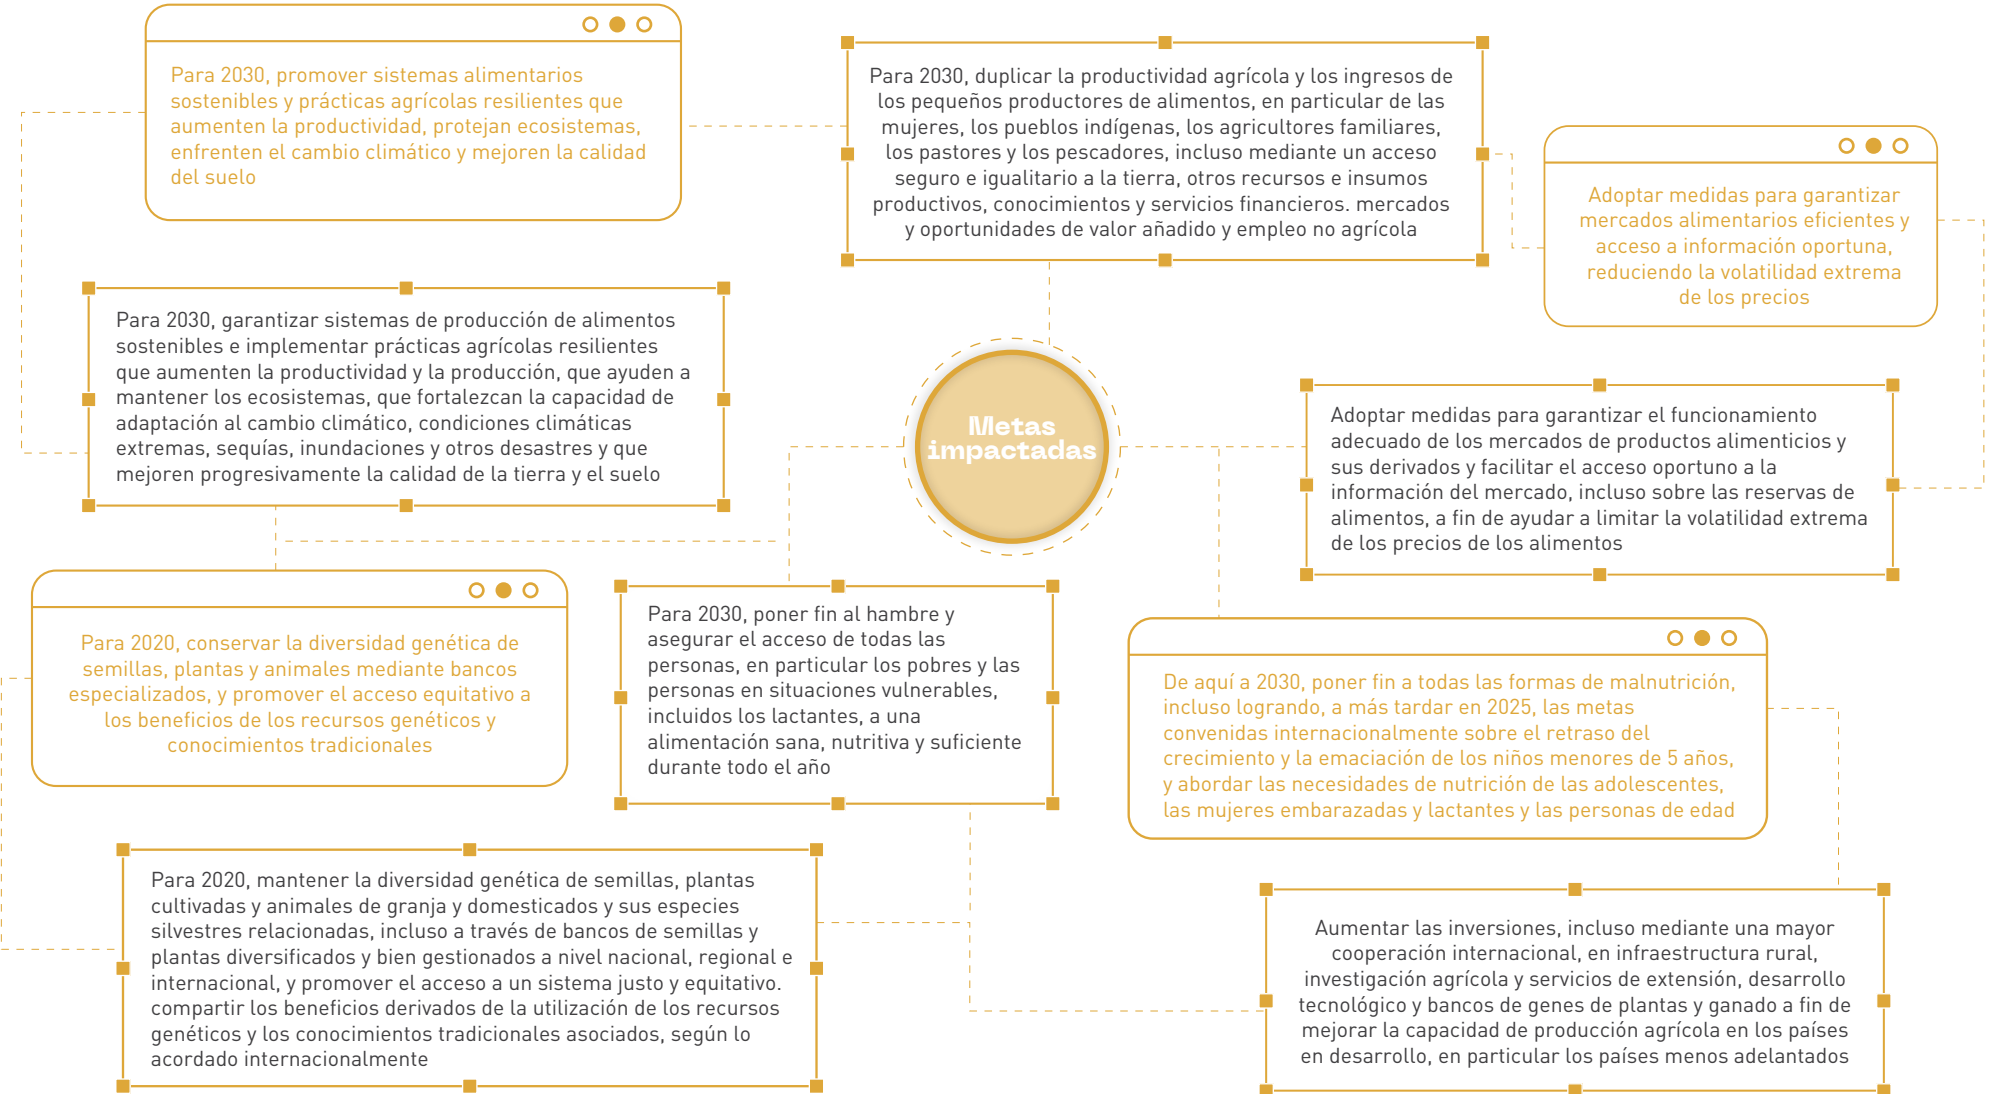 Para 2030, promover sistemas alimentarios
sostenibles y prácticas agrícolas resilientes que
aumenten la productividad, protejan ecosistemas,
enfrenten el cambio climático y mejoren la calidad
del suelo
Para 2030, duplicar la productividad agrícola y los ingresos de
los pequeños productores de alimentos, en particular de las
mujeres, los pueblos indígenas, los agricultores familiares,
los pastores y los pescadores, incluso mediante un acceso
seguro e igualitario a la tierra, otros recursos e insumos
productivos, conocimientos y servicios financieros. mercados
y oportunidades de valor añadido y empleo no agrícola
Adoptar medidas para garantizar
mercados alimentarios eficientes y
acceso a información oportuna,
reduciendo la volatilidad extrema
de los precios
Para 2030, garantizar sistemas de producción de alimentos
sostenibles e implementar prácticas agrícolas resilientes
que aumenten la productividad y la producción, que ayuden a
mantener los ecosistemas, que fortalezcan la capacidad de
adaptación al cambio climático, condiciones climáticas
extremas, sequías, inundaciones y otros desastres y que
mejoren progresivamente la calidad de la tierra y el suelo
Metas
impactadas
Adoptar medidas para garantizar el funcionamiento
adecuado de los mercados de productos alimenticios y
sus derivados y facilitar el acceso oportuno a la
información del mercado, incluso sobre las reservas de
alimentos, a fin de ayudar a limitar la volatilidad extrema
de los precios de los alimentos
Para 2020, conservar la diversidad genética de
semillas, plantas y animales mediante bancos
especializados, y promover el acceso equitativo a
los beneficios de los recursos genéticos y
conocimientos tradicionales
Para 2030, poner fin al hambre y
asegurar el acceso de todas las
personas, en particular los pobres y las
personas en situaciones vulnerables,
incluidos los lactantes, a una
alimentación sana, nutritiva y suficiente
durante todo el año
De aquí a 2030, poner fin a todas las formas de malnutrición,
incluso logrando, a más tardar en 2025, las metas
convenidas internacionalmente sobre el retraso del
crecimiento y la emaciación de los niños menores de 5 años,
y abordar las necesidades de nutrición de las adolescentes,
las mujeres embarazadas y lactantes y las personas de edad
Para 2020, mantener la diversidad genética de semillas, plantas
cultivadas y animales de granja y domesticados y sus especies
silvestres relacionadas, incluso a través de bancos de semillas y
plantas diversificados y bien gestionados a nivel nacional, regional e
internacional, y promover el acceso a un sistema justo y equitativo.
compartir los beneficios derivados de la utilización de los recursos
genéticos y los conocimientos tradicionales asociados, según lo
acordado internacionalmente
Aumentar las inversiones, incluso mediante una mayor
cooperación internacional, en infraestructura rural,
investigación agrícola y servicios de extensión, desarrollo
tecnológico y bancos de genes de plantas y ganado a fin de
mejorar la capacidad de producción agrícola en los países
en desarrollo, en particular los países menos adelantados